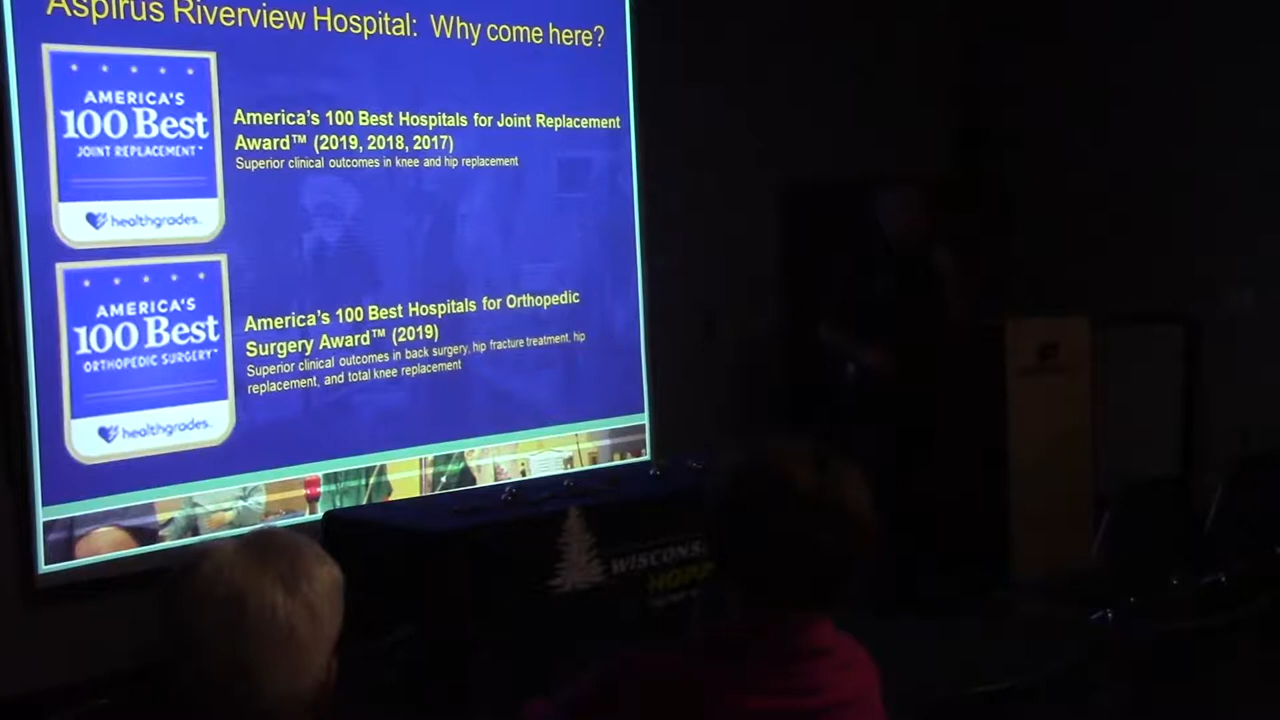 Aspirus Riverview Hospital: Why come here?
AMERICA'S
100 Best
JOINT REPLACEMENT™
healthgrades.
America's 100 Best Hospitals for Joint Replacement
Award™ (2019, 2018, 2017)
Superior clinical outcomes in knee and hip replacement
AMERICA'S
100 Best
ORTHOPEDIC SURGERY™
healthgrades.
America's 100 Best Hospitals for Orthopedic
Surgery Award™ (2019)
Superior clinical outcomes in back surgery, hip fracture treatment, hip
replacement, and total knee replacement
WISCONS